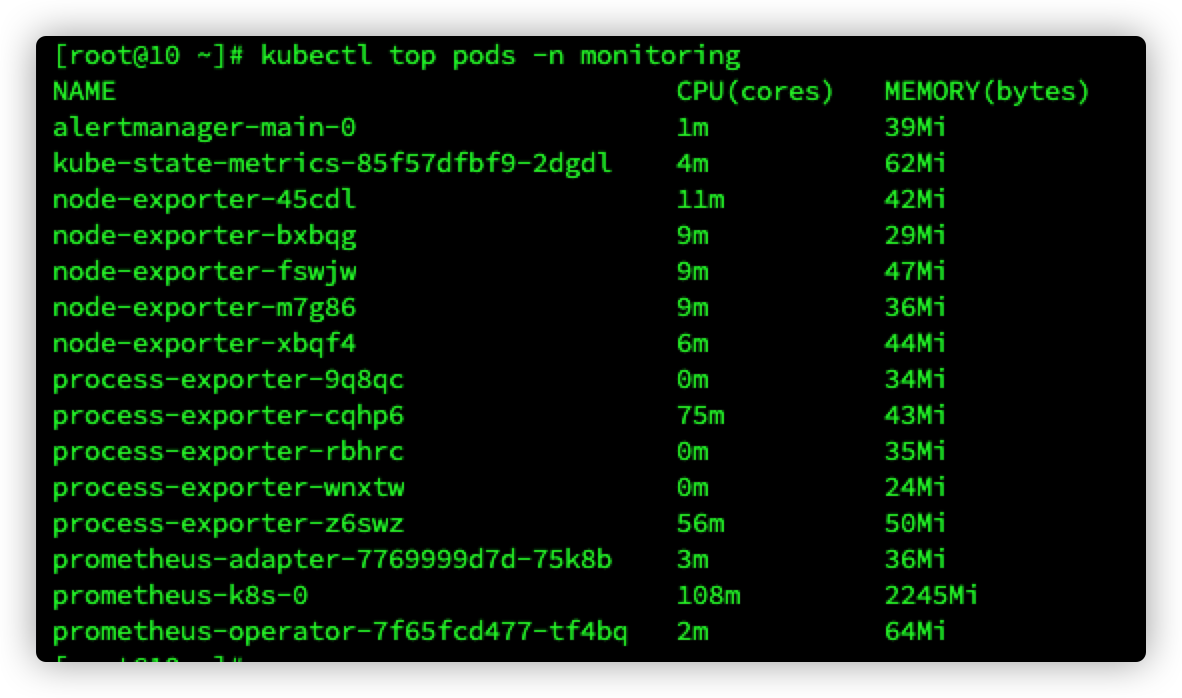 [root@10 ~]# kubectl top pods -n monitoring
NAME CPU(cores) MEMORY(bytes)
alertmanager-main-0 1m 39Mi
kube-state-metrics-85f57dfbf9-2dgdl 4m 62Mi
node-exporter-45cdl 11m 42Mi
node-exporter-bxbqg 9m 29Mi
node-exporter-fswjw 9m 47Mi
node-exporter-m7g86 9m 36Mi
node-exporter-xbqf4 6m 44Mi
process-exporter-9q8qc 0m 34Mi
process-exporter-cqhp6 75m 43Mi
process-exporter-rbhrc 0m 35Mi
process-exporter-wnxtw 0m 24Mi
process-exporter-z6swz 56m 50Mi
prometheus-adapter-7769999d7d-75k8b 3m 36Mi
prometheus-k8s-0 108m 2245Mi
prometheus-operator-7f65fcd477-tf4bq 2m 64Mi